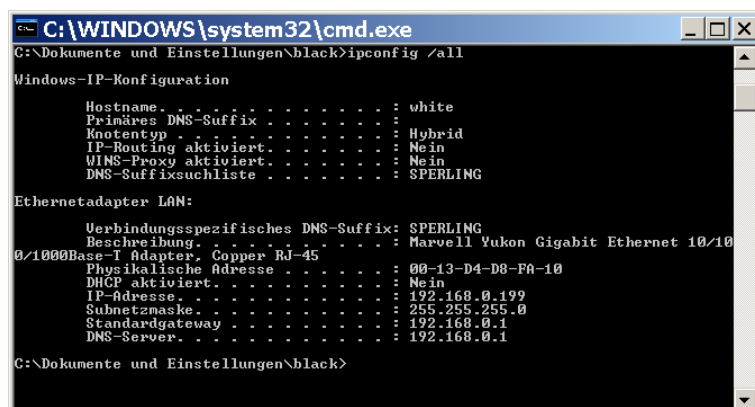 C:\WINDOWS\system32\cmd.exe
C:\Dokumente und Einstellungen\black>ipconfig /all
Windows-IP-Konfiguration
Hostname. . . . . . . . . . . . . : white
Primäres DNS-Suffix . . . . . . . :
Knotentyp . . . . . . . . . . . . : Hybrid
IP-Routing aktiviert. . . . . . . : Nein
WINS-Proxy aktiviert. . . . . . . : Nein
DNS-Suffixsuchliste . . . . . . . : SPERLING
Ethernetadapter LAN:
Verbindungsspezifisches DNS-Suffix: SPERLING
Beschreibung. . . . . . . . . . . : Marvell Yukon Gigabit Ethernet 10/10
0/1000Base-T Adapter, Copper RJ-45
Physikalische Adresse . . . . . . : 00-13-D4-D8-FA-10
DHCP aktiviert. . . . . . . . . . : Nein
IP-Adresse. . . . . . . . . . . . : 192.168.0.199
Subnetzmaske. . . . . . . . . . . : 255.255.255.0
Standardgateway . . . . . . . . . : 192.168.0.1
DNS-Server. . . . . . . . . . . . : 192.168.0.1
C:\Dokumente und Einstellungen\black>